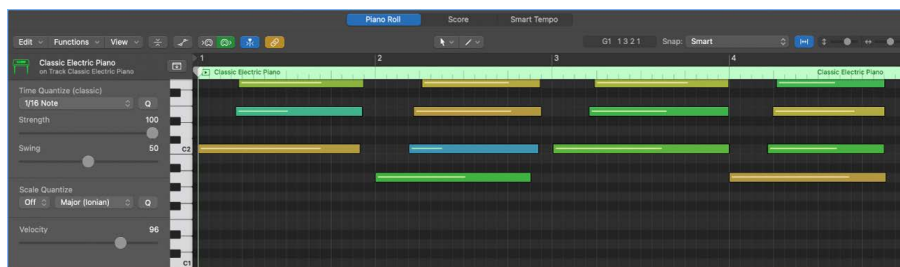 Piano Roll Score Smart Tempo
Edit Functions View G1 1 3 2 1 Snap: Smart
1 2 3 4
Classic Electric Piano
on Track Classic Electric Piano
Classic Electric Piano Classic Electric Piano
Time Quantize (classic)
1/16 Note Q
Strength 100
Swing 50
C2
Scale Quantize
Off Major (Ionian) Q
Velocity 96
C1